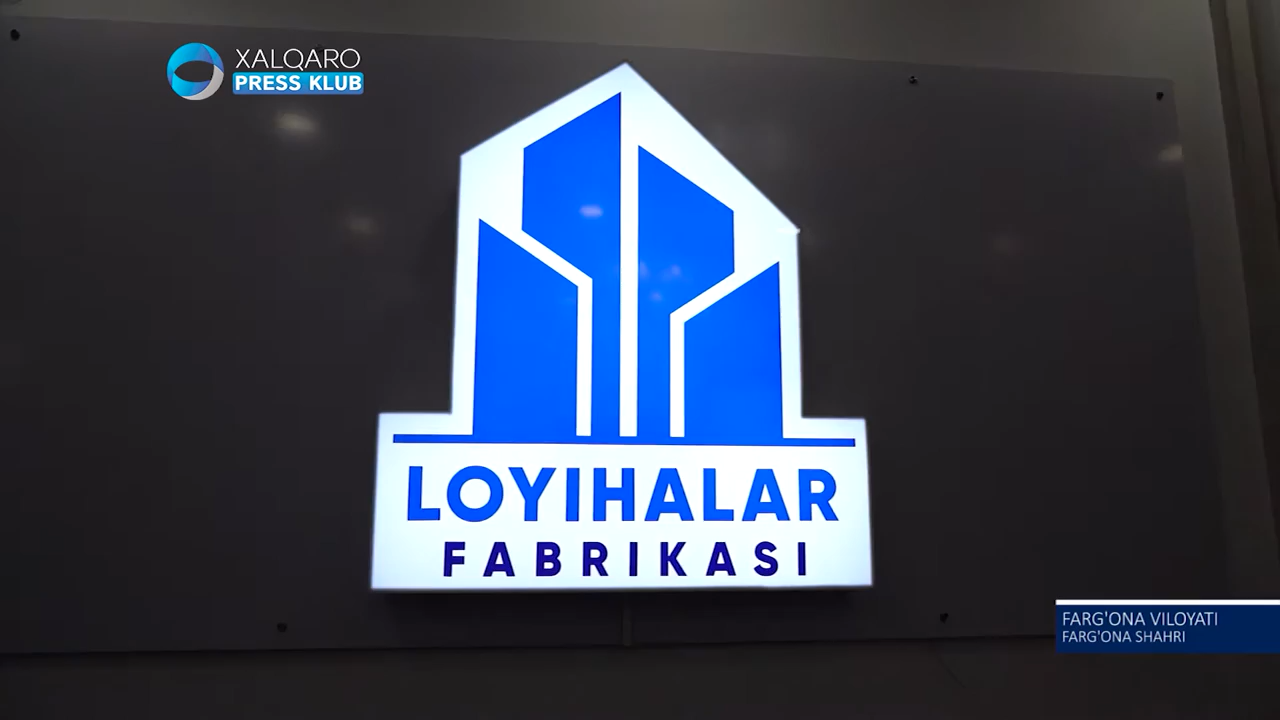 XALQARO
PRESS KLUB
LOYIHALAR
FABRIKASI
FARG'ONA VILOYATI
FARG'ONA SHAHRI